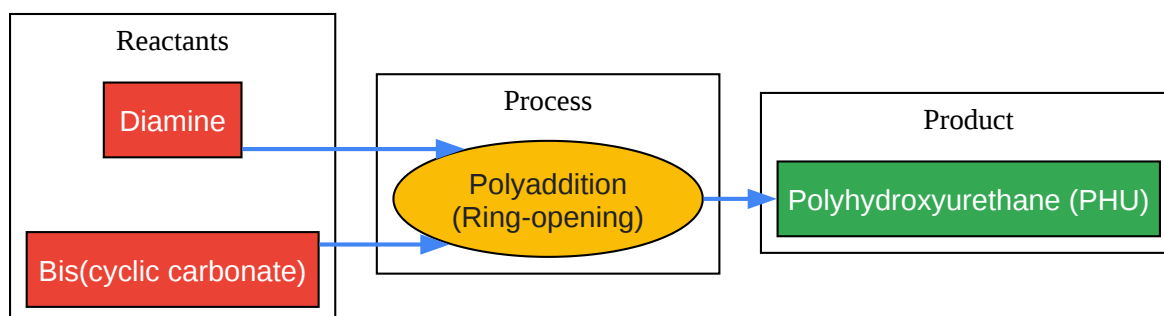 Reactants
Diamine
Bis(cyclic carbonate)
Process
Polyaddition
(Ring-opening)
Product
Polyhydroxyurethane (PHU)